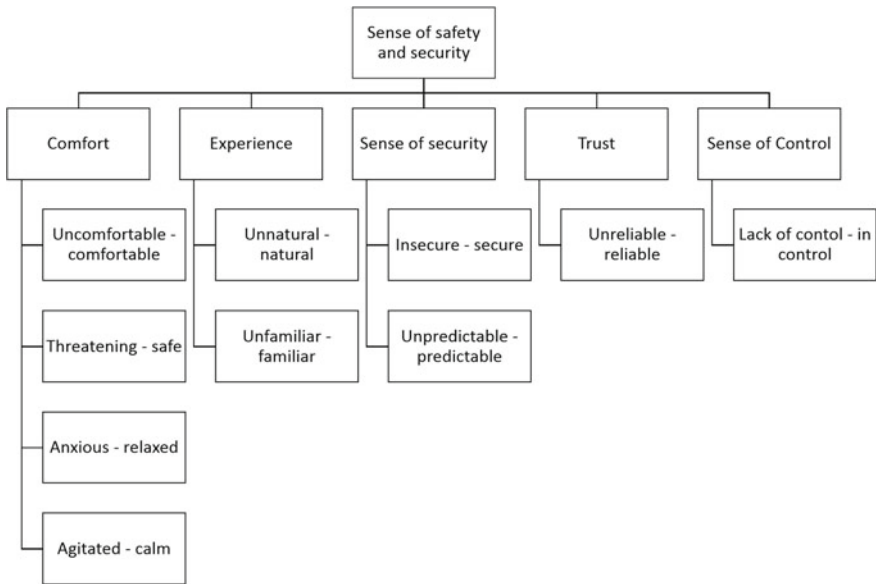 Sense of safety
and security
Comfort
Experience
Sense of security
Trust
Sense of Control
Uncomfortable -
comfortable
Unnatural -
natural
Insecure - secure
Unreliable -
reliable
Lack of contol - in
control
Threatening - safe
Unfamiliar -
familiar
Unpredictable -
predictable
Anxious - relaxed
Agitated - calm